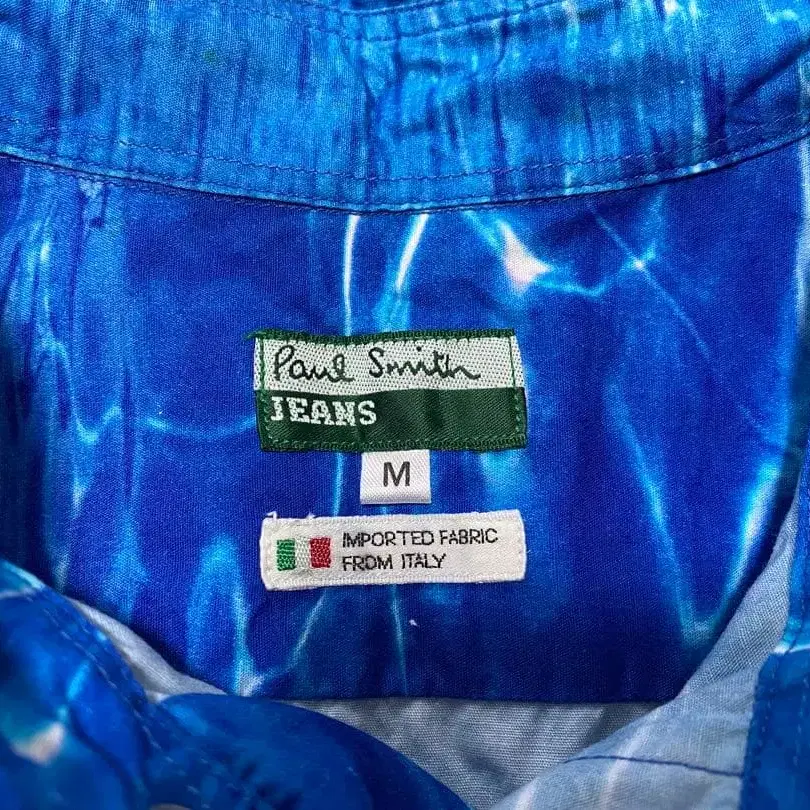 Paul Smith
JEANS
M
IMPORTED FABRIC
FROM ITALY